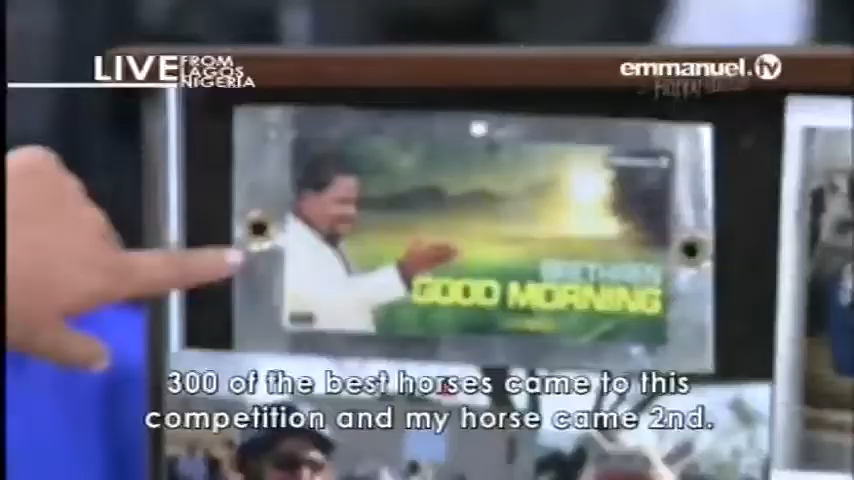 LIVE FROM
LAGOS
NIGERIA
emmanuel.tv
BRETHREN
GOOD MORNING
300 of the best horses came to this
competition and my horse came 2nd.